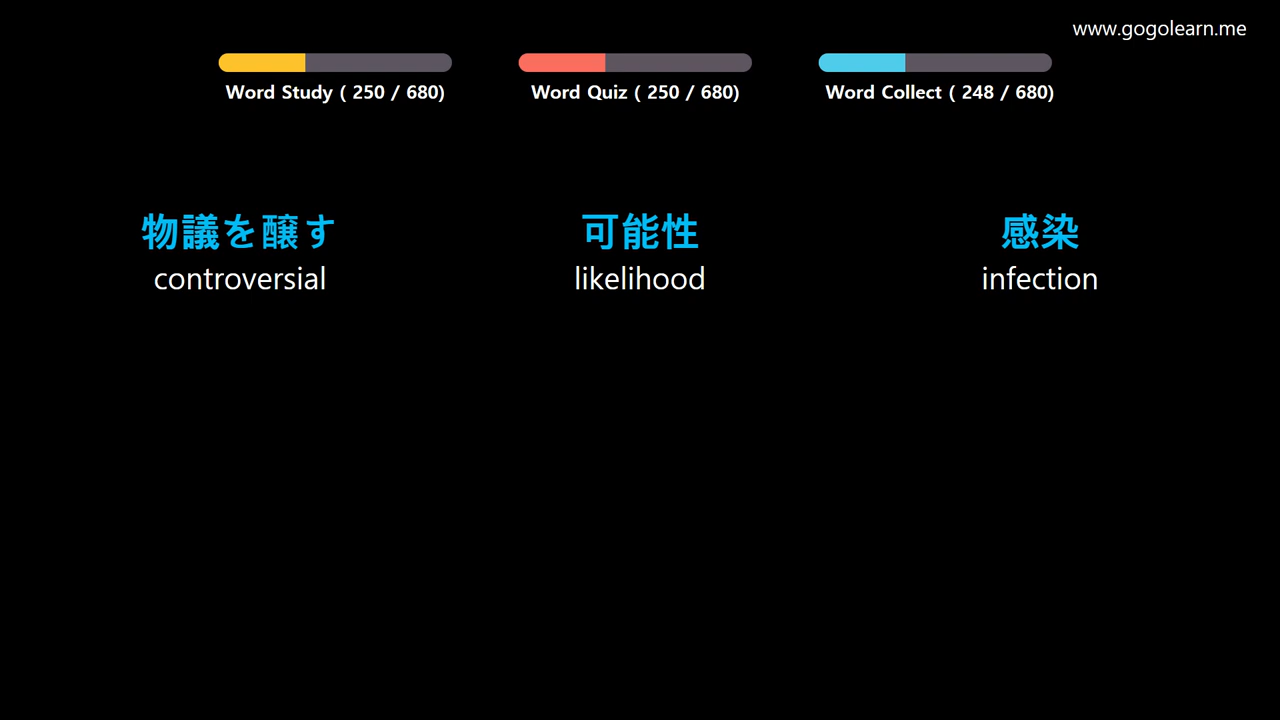 www.gogolearn.me
Word Study ( 250 / 680)
Word Quiz ( 250 / 680)
Word Collect ( 248 / 680)
物議を醸す
controversial
可能性
likelihood
感染
infection